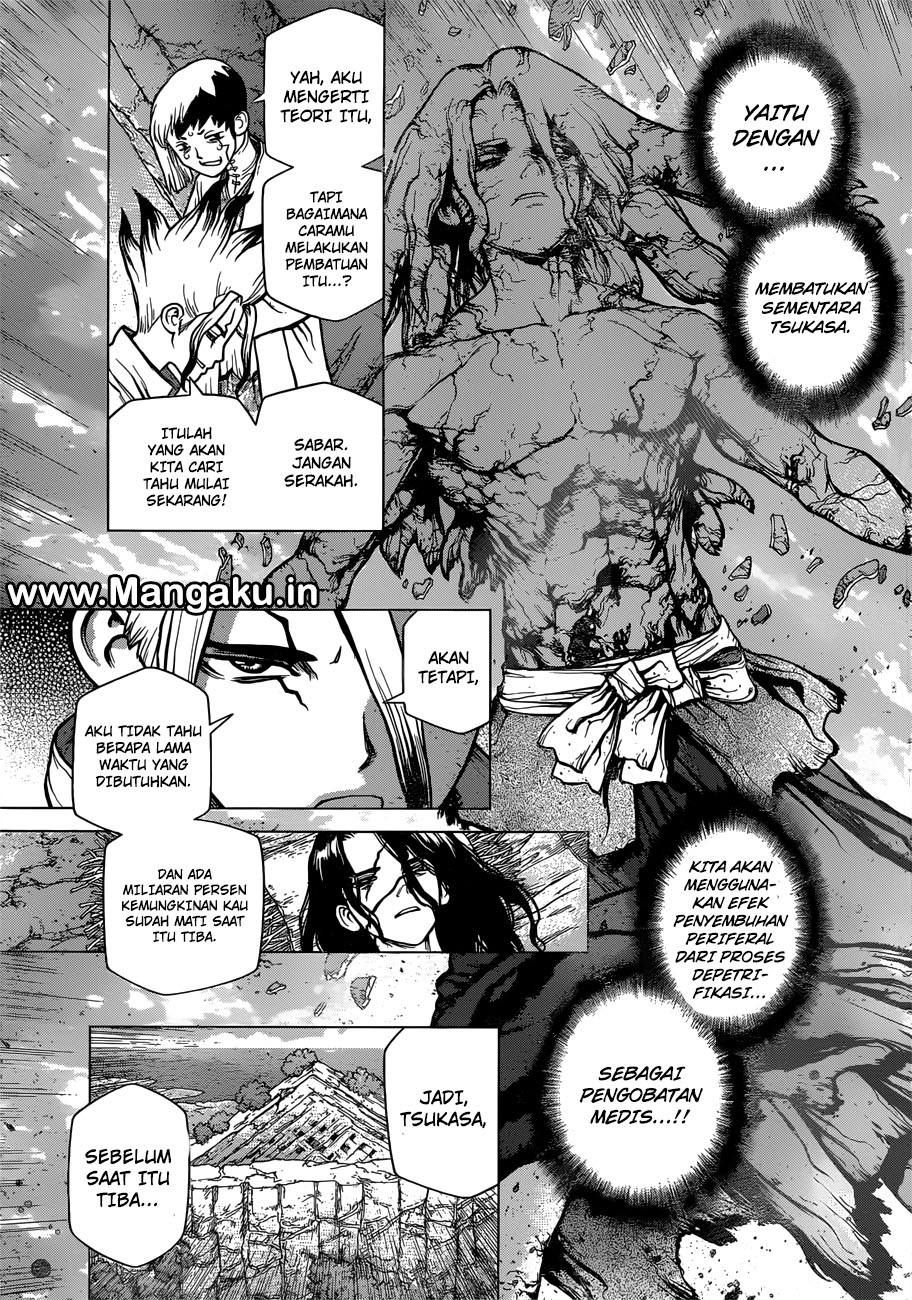 YAITU
DENGAN
...
MEMBATUKAN
SEMENTARA
TSUKASA.
YAH, AKU
MENGERTI
TEORI ITU,
TAPI
BAGAIMANA
CARAMU
MELAKUKAN
PEMBATUAN
ITU...?
SABAR.
JANGAN
SERAKAH.
ITULAH
YANG AKAN
KITA CARI
TAHU MULAI
SEKARANG!
www.Mangaku.in
AKAN
TETAPI,
AKU TIDAK TAHU
BERAPA LAMA
WAKTU YANG
DIBUTUHKAN.
DAN ADA
MILIARAN PERSEN
KEMUNGKINAN KAU
SUDAH MATI SAAT
ITU TIBA.
KITA AKAN
MENGGUNA-
KAN EFEK
PENYEMBUHAN
PERIFERAL
DARI PROSES
DEPETRI-
FIKASI...
SEBAGAI
PENGOBATAN
MEDIS...!!
JADI,
TSUKASA,
SEBELUM
SAAT ITU
TIBA...